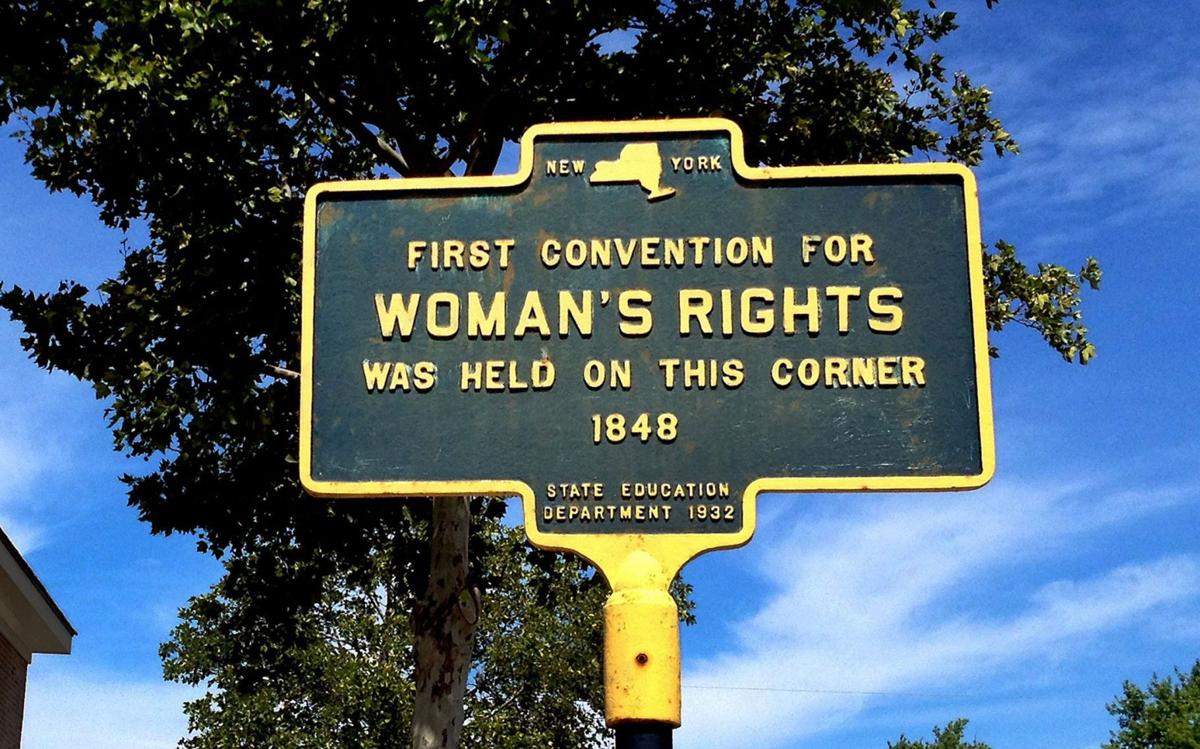 NEW YORK
FIRST CONVENTION FOR
WOMAN'S RIGHTS
WAS HELD ON THIS CORNER
1848
STATE EDUCATION
DEPARTMENT 1932